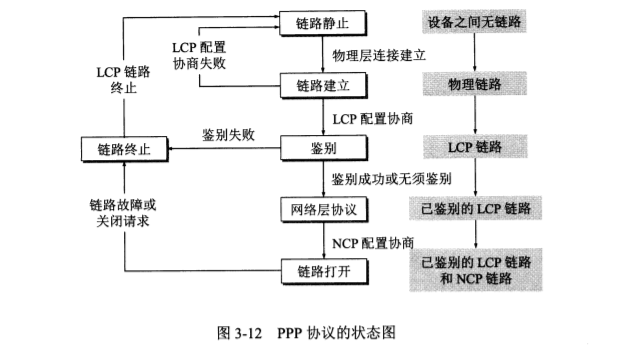 链路静止
设备之间无链路
LCP 配置
协商失败
物理层连接建立
LCP 链路
终止
链路建立
物理链路
LCP 配置协商
鉴别失败
链路终止
鉴别
LCP 链路
鉴别成功或无须鉴别
链路故障或
关闭请求
网络层协议
已鉴别的 LCP 链路
NCP 配置协商
链路打开
已鉴别的 LCP 链路
和 NCP 链路
图 3-12 PPP 协议的状态图